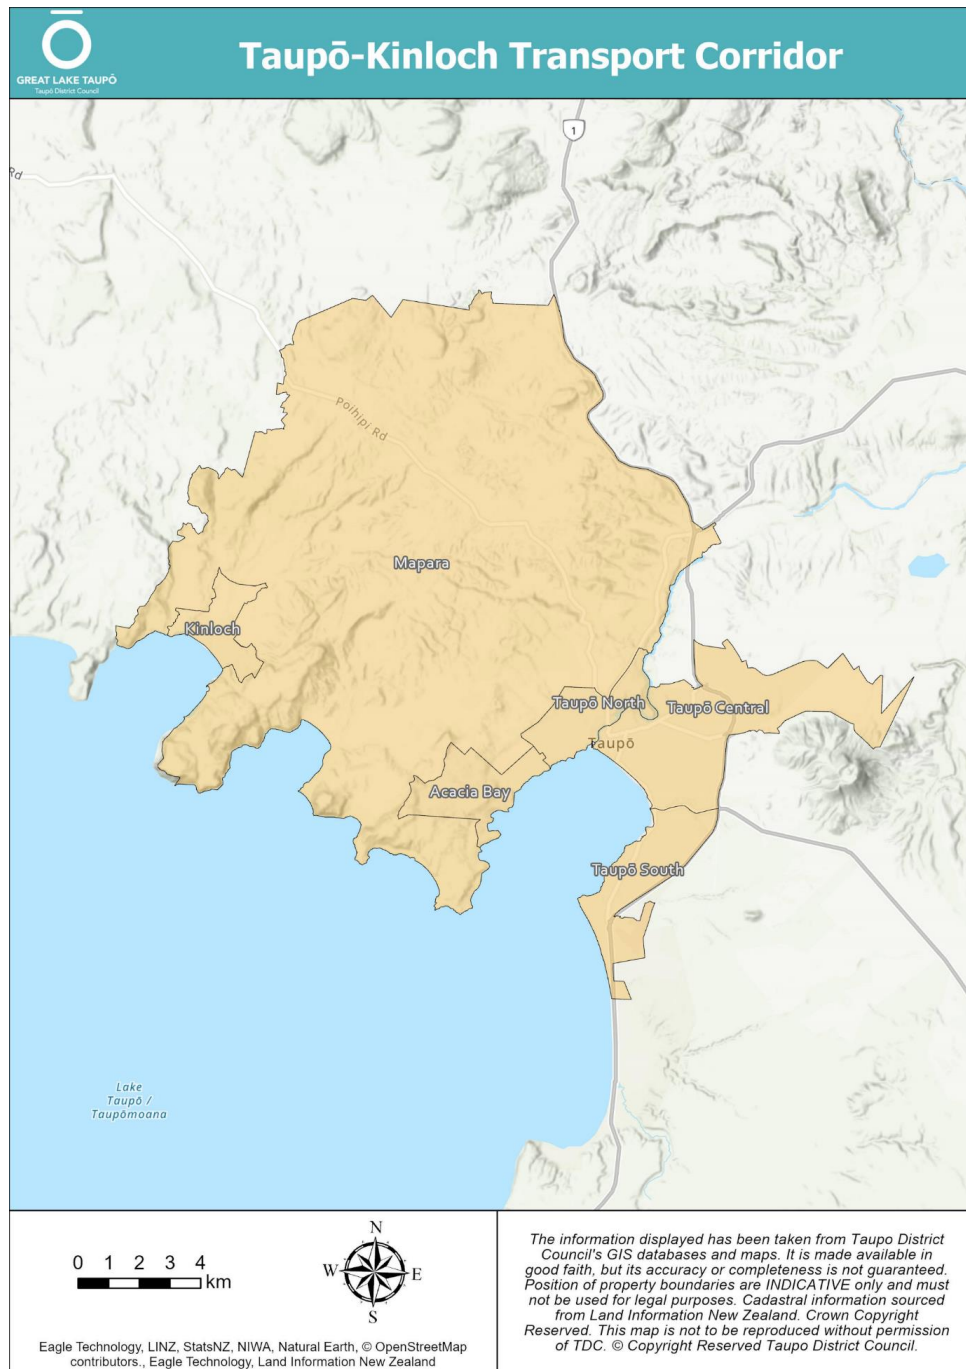 GREAT LAKE TAUPŌ
Taupō District Council
Taupō-Kinloch Transport Corridor
1
Rd
Poihipi Rd
Mapara
Kinloch
Taupō North
Taupō Central
Taupō
Acacia Bay
Taupō South
Lake
Taupō /
Taupōmoana
0 1 2 3 4
km
N
W E
S
Eagle Technology, LINZ, StatsNZ, NIWA, Natural Earth, © OpenStreetMap
contributors., Eagle Technology, Land Information New Zealand
The information displayed has been taken from Taupo District
Council's GIS databases and maps. It is made available in
good faith, but its accuracy or completeness is not guaranteed.
Position of property boundaries are INDICATIVE only and must
not be used for legal purposes. Cadastral information sourced
from Land Information New Zealand. Crown Copyright
Reserved. This map is not to be reproduced without permission
of TDC. © Copyright Reserved Taupo District Council.